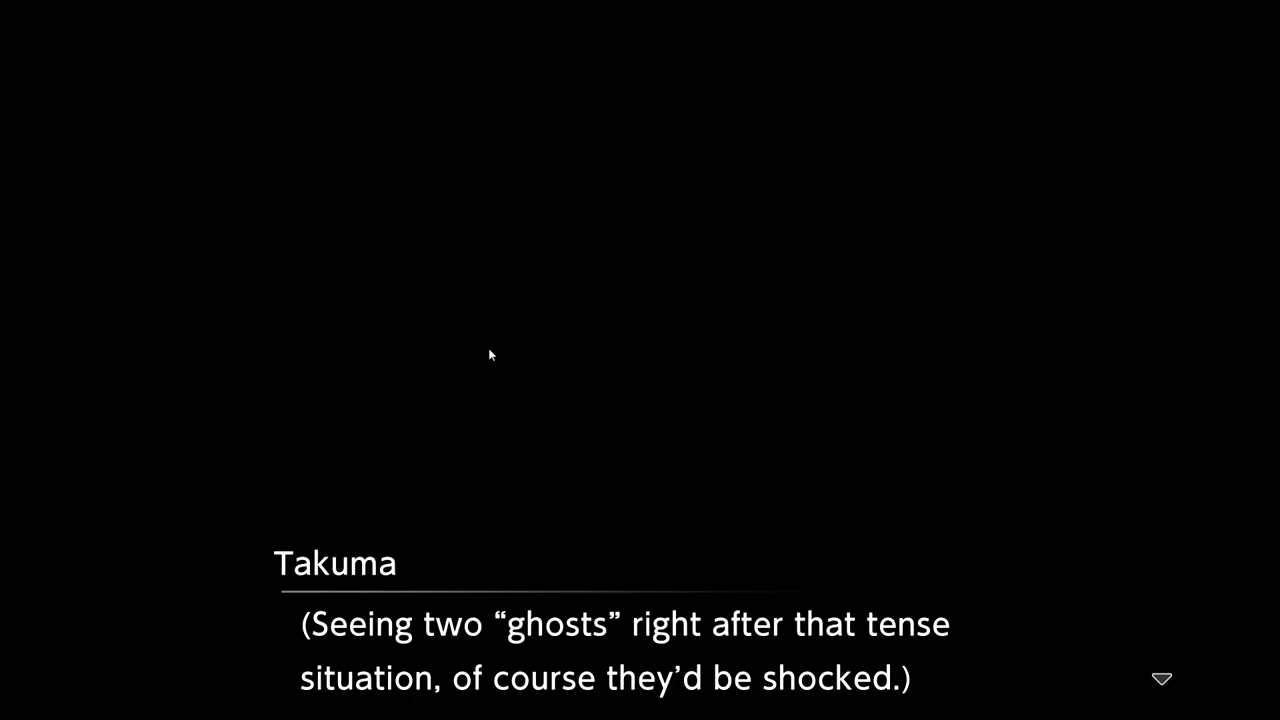 Takuma
(Seeing two “ghosts” right after that tense
situation, of course they’d be shocked.)